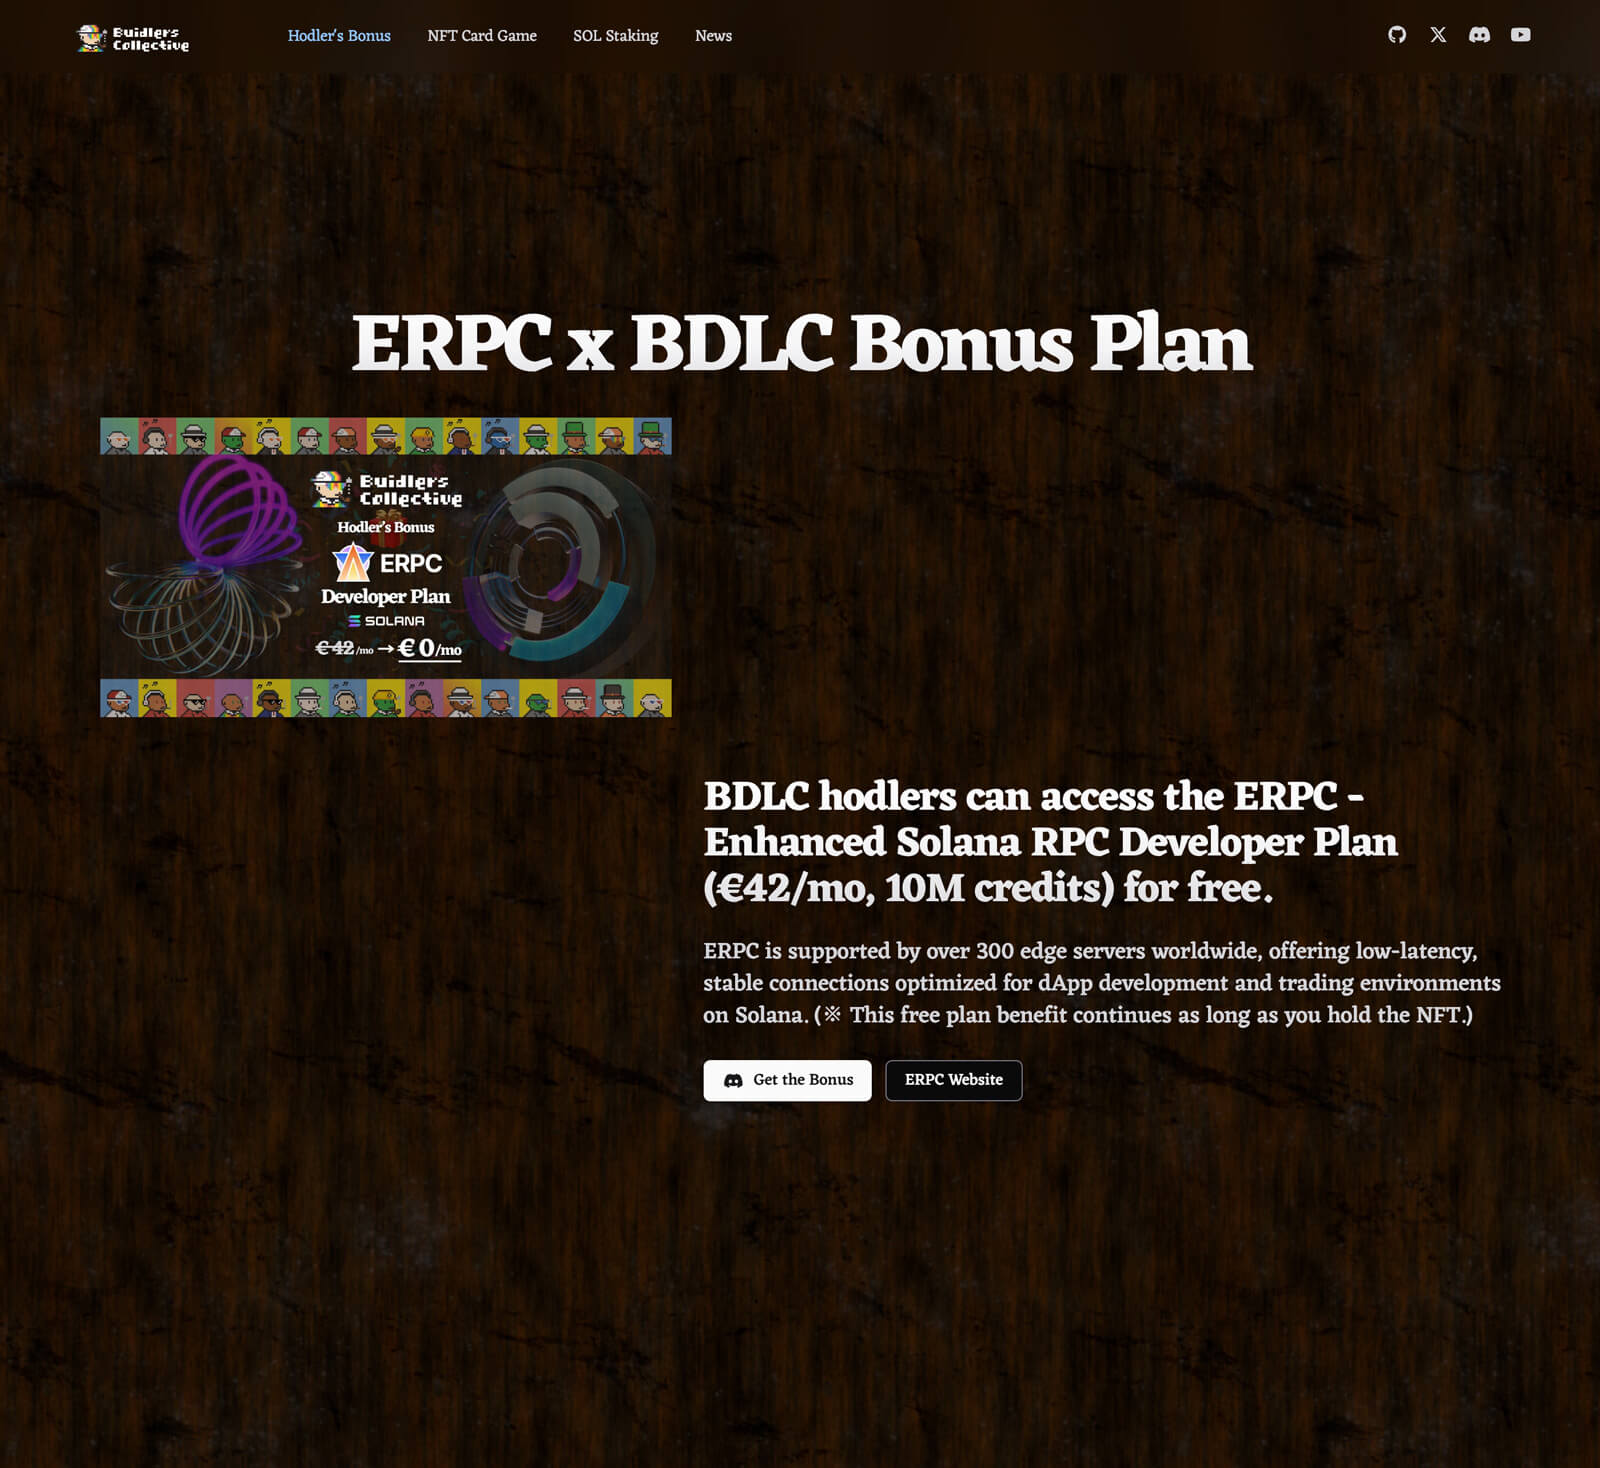 Buidlers
Collective
Hodler's Bonus
NFT Card Game
SOL Staking
News
ERPC x BDLC Bonus Plan
Buidlers
Collective
Hodler's Bonus
ERPC
Developer Plan
SOLANA
€42/mo → €0/mo
BDLC hodlers can access the ERPC -
Enhanced Solana RPC Developer Plan
(€42/mo, 10M credits) for free.
ERPC is supported by over 300 edge servers worldwide, offering low-latency,
stable connections optimized for dApp development and trading environments
on Solana. (※ This free plan benefit continues as long as you hold the NFT.)
Get the Bonus
ERPC Website